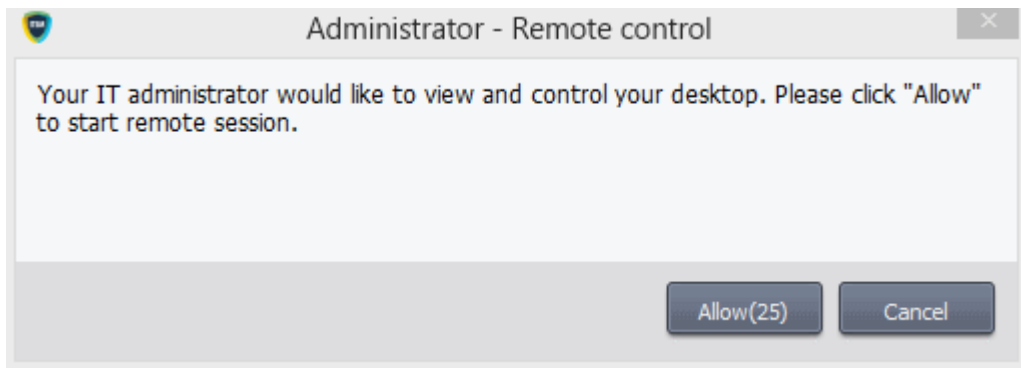 Administrator - Remote control
Your IT administrator would like to view and control your desktop. Please click "Allow"
to start remote session.
Allow(25)
Cancel